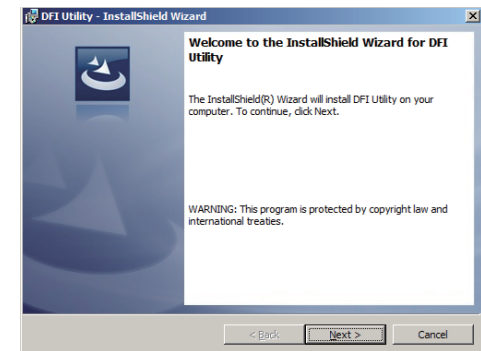 DFI Utility - InstallShield Wizard
Welcome to the InstallShield Wizard for DFI
Utility
The InstallShield(R) Wizard will install DFI Utility on your
computer. To continue, click Next.
WARNING: This program is protected by copyright law and
international treaties.
< Back Next > Cancel